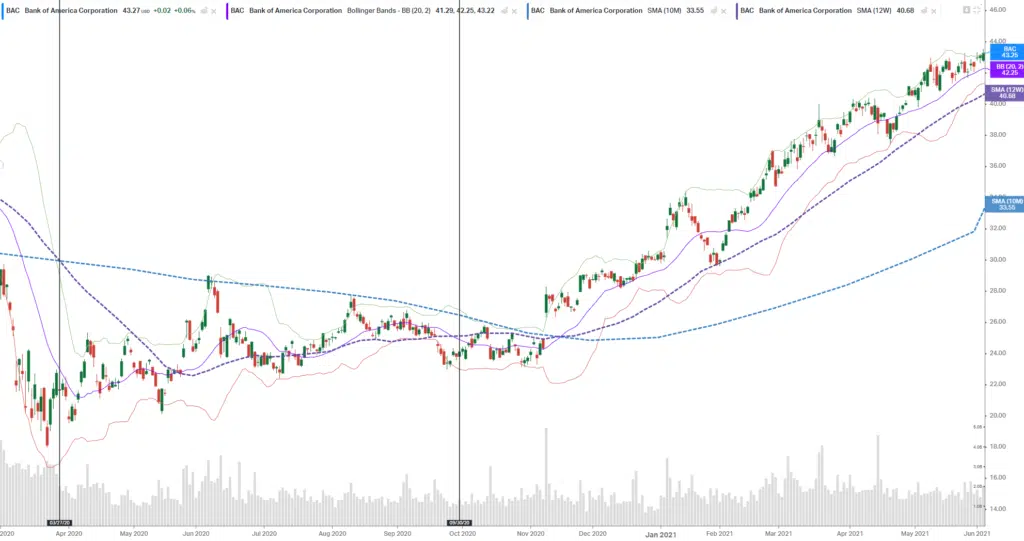 BAC Bank of America Corporation 43.27 USD +0.02 +0.06%
BAC Bank of America Corporation Bollinger Bands - BB (20, 2) 41.29, 42.25, 43.22
BAC Bank of America Corporation SMA (10M) 33.55
BAC Bank of America Corporation SMA (12W) 40.68
46.00
44.00
BAC
43.25
BB (20, 2)
42.25
SMA (12W)
40.68
40.00
38.00
36.00
SMA (10M)
33.55
32.00
30.00
28.00
26.00
24.00
22.00
20.00
18.00
16.00
14.00
03/27/20
09/30/20
2020
Apr 2020
May 2020
Jun 2020
Jul 2020
Aug 2020
Sep 2020
Oct 2020
Nov 2020
Dec 2020
Jan 2021
Feb 2021
Mar 2021
Apr 2021
May 2021
Jun 2021